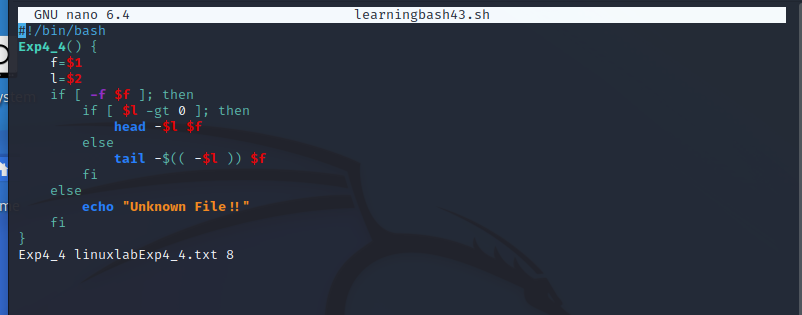 GNU nano 6.4 learningbash43.sh
#!/bin/bash
Exp4_4() {
    f=$1
    l=$2
    if [ -f $f ]; then
        if [ $l -gt 0 ]; then
            head -$l $f
        else
            tail -$(( -$l )) $f
        fi
    else
        echo "Unknown File!!"
    fi
}
Exp4_4 linuxlabExp4_4.txt 8